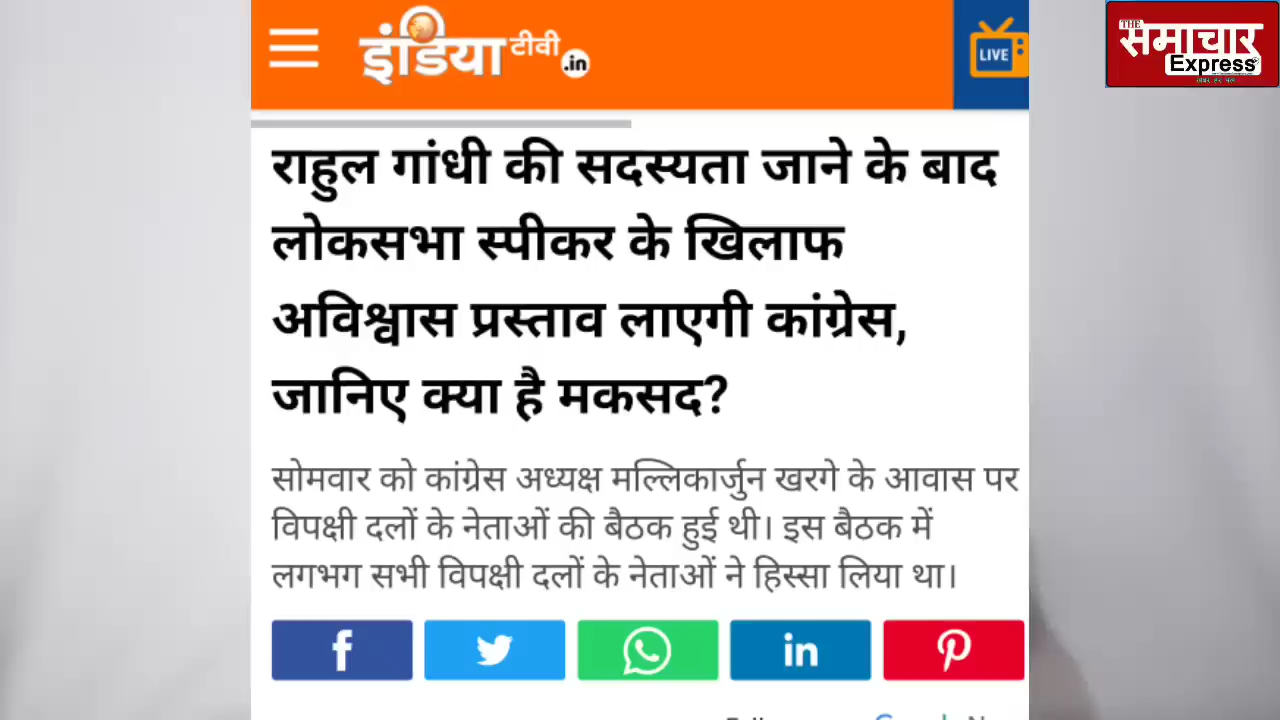 इंडिया टीवी .in
LIVE
THE
समाचार
Express
राहुल गांधी की सदस्यता जाने के बाद
लोकसभा स्पीकर के खिलाफ
अविश्वास प्रस्ताव लाएगी कांग्रेस,
जानिए क्या है मकसद?
सोमवार को कांग्रेस अध्यक्ष मल्लिकार्जुन खरगे के आवास पर
विपक्षी दलों के नेताओं की बैठक हुई थी। इस बैठक में
लगभग सभी विपक्षी दलों के नेताओं ने हिस्सा लिया था।